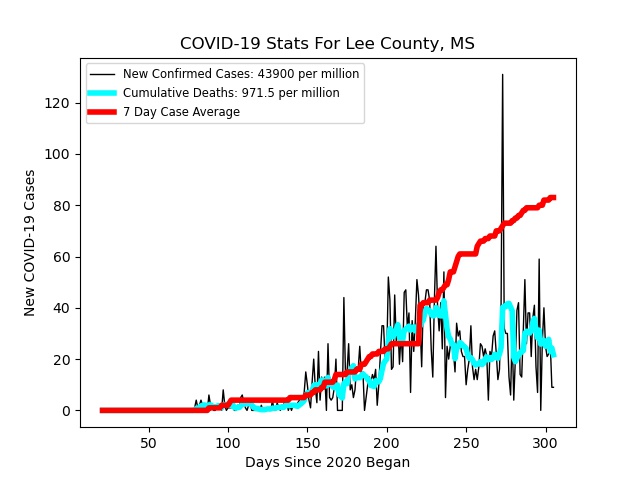 COVID-19 Stats For Lee County, MS
New Confirmed Cases: 43900 per million
Cumulative Deaths: 971.5 per million
7 Day Case Average
New COVID-19 Cases
120
100
80
60
40
20
0
50 100 150 200 250 300
Days Since 2020 Began